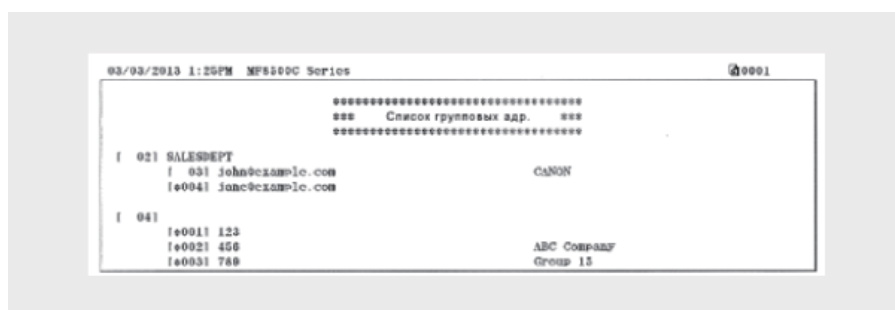 03/03/2013 1:25PM MF8500C Series 0001
**********************************
*** Список групповых адр. ***
**********************************
[ 02] SALESDEPT
[ 03] john@example.com CANON
[*004] jane@example.com
[ 04]
[*001] 123
[*002] 456 ABC Company
[*003] 789 Group 15